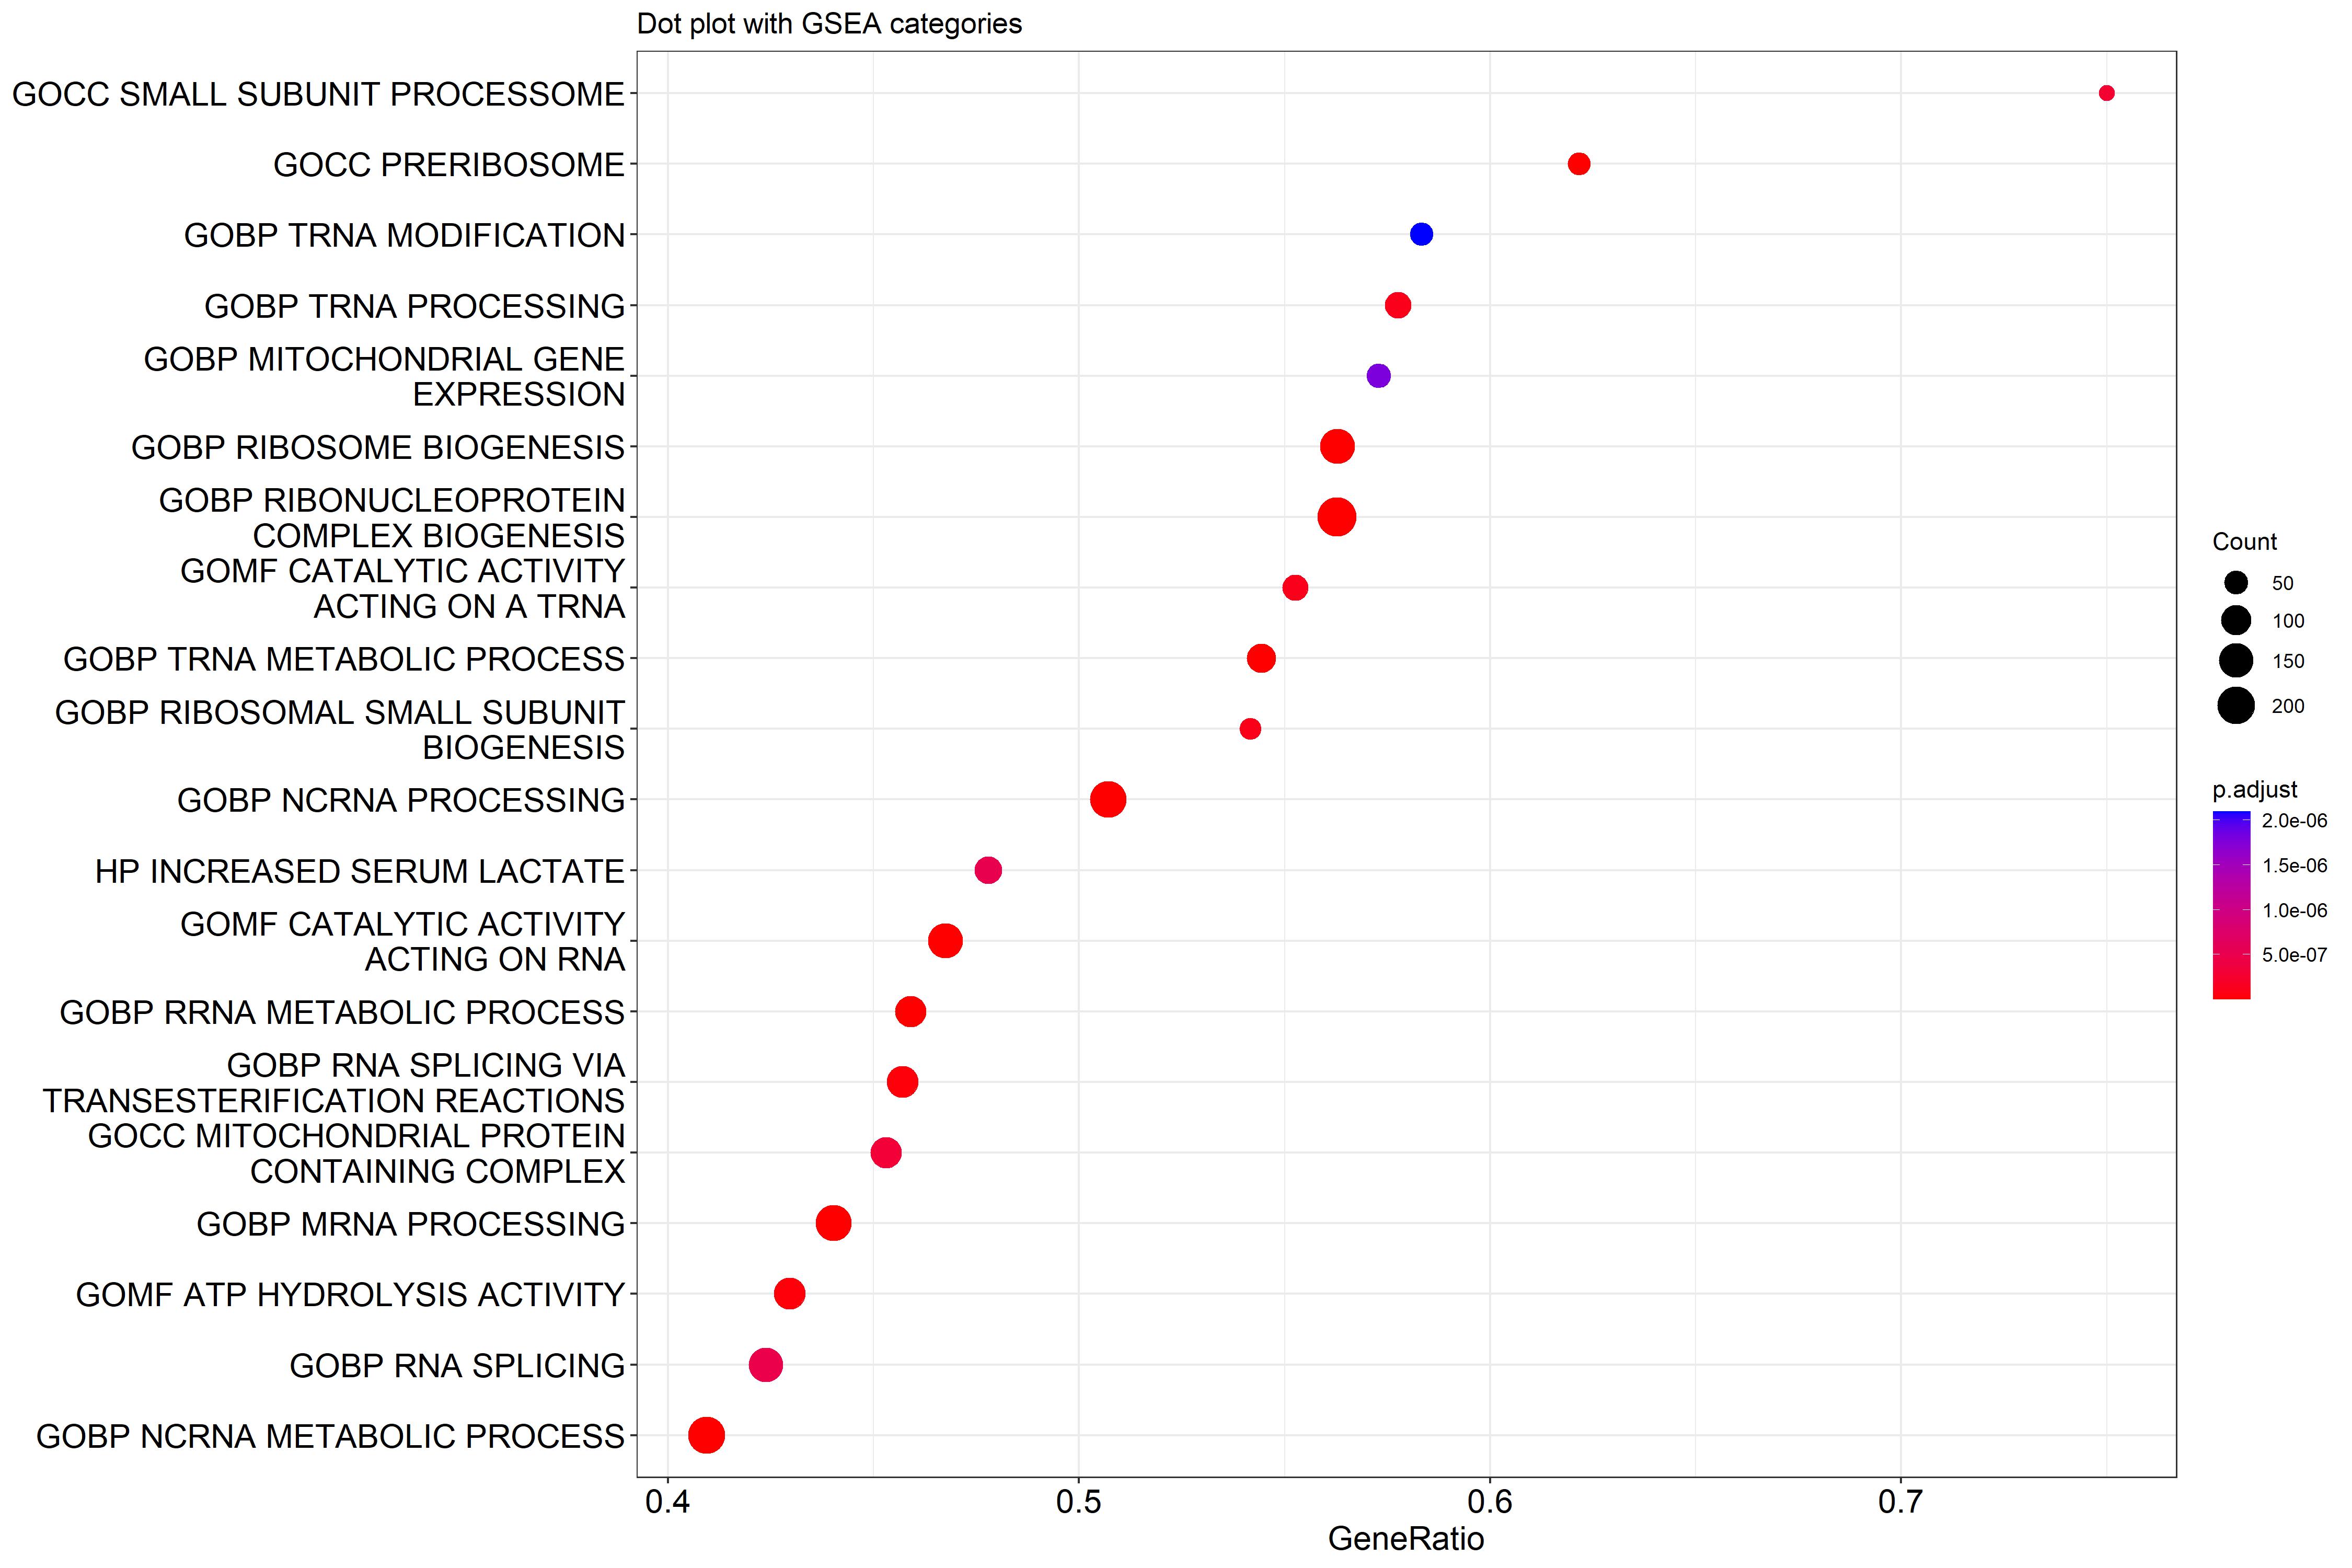 Dot plot with GSEA categories
GOCC SMALL SUBUNIT PROCESSOME
GOCC PRERIBOSOME
GOBP TRNA MODIFICATION
GOBP TRNA PROCESSING
GOBP MITOCHONDRIAL GENE
EXPRESSION
GOBP RIBOSOME BIOGENESIS
GOBP RIBONUCLEOPROTEIN
COMPLEX BIOGENESIS
GOMF CATALYTIC ACTIVITY
ACTING ON A TRNA
GOBP TRNA METABOLIC PROCESS
GOBP RIBOSOMAL SMALL SUBUNIT
BIOGENESIS
GOBP NCRNA PROCESSING
HP INCREASED SERUM LACTATE
GOMF CATALYTIC ACTIVITY
ACTING ON RNA
GOBP RRNA METABOLIC PROCESS
GOBP RNA SPLICING VIA
TRANSESTERIFICATION REACTIONS
GOCC MITOCHONDRIAL PROTEIN
CONTAINING COMPLEX
GOBP MRNA PROCESSING
GOMF ATP HYDROLYSIS ACTIVITY
GOBP RNA SPLICING
GOBP NCRNA METABOLIC PROCESS
0.4 0.5 0.6 0.7
GeneRatio
Count
50
100
150
200
p.adjust
2.0e-06
1.5e-06
1.0e-06
5.0e-07